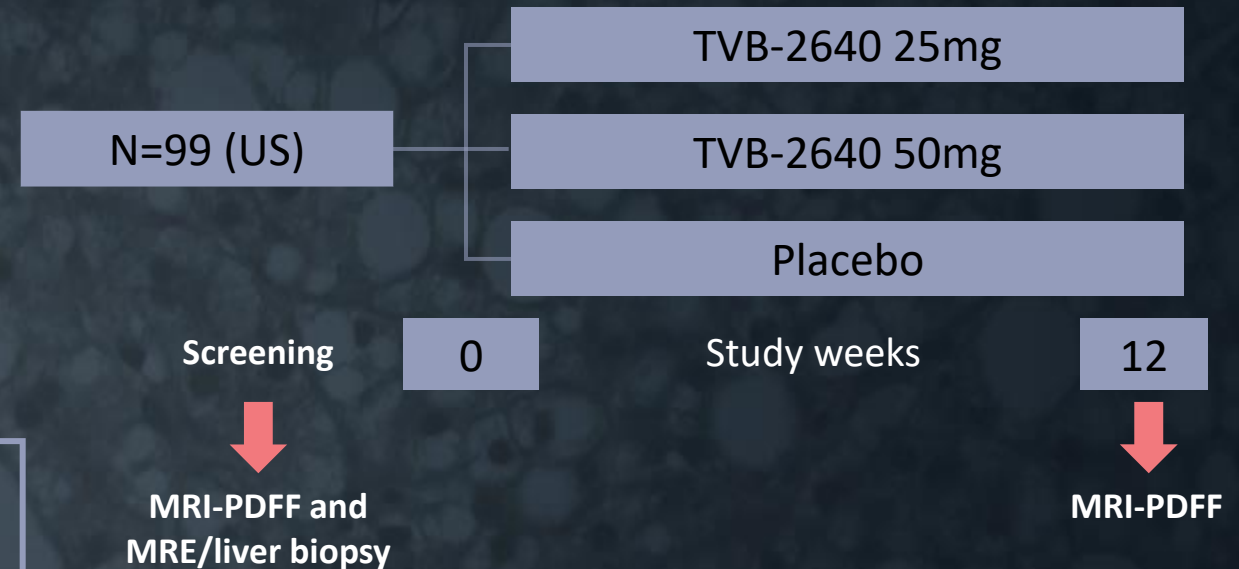 TVB-2640 25mg
N=99 (US)
TVB-2640 50mg
Placebo
Screening
0
Study weeks
12
MRI-PDFF and
MRE/liver biopsy
MRI-PDFF